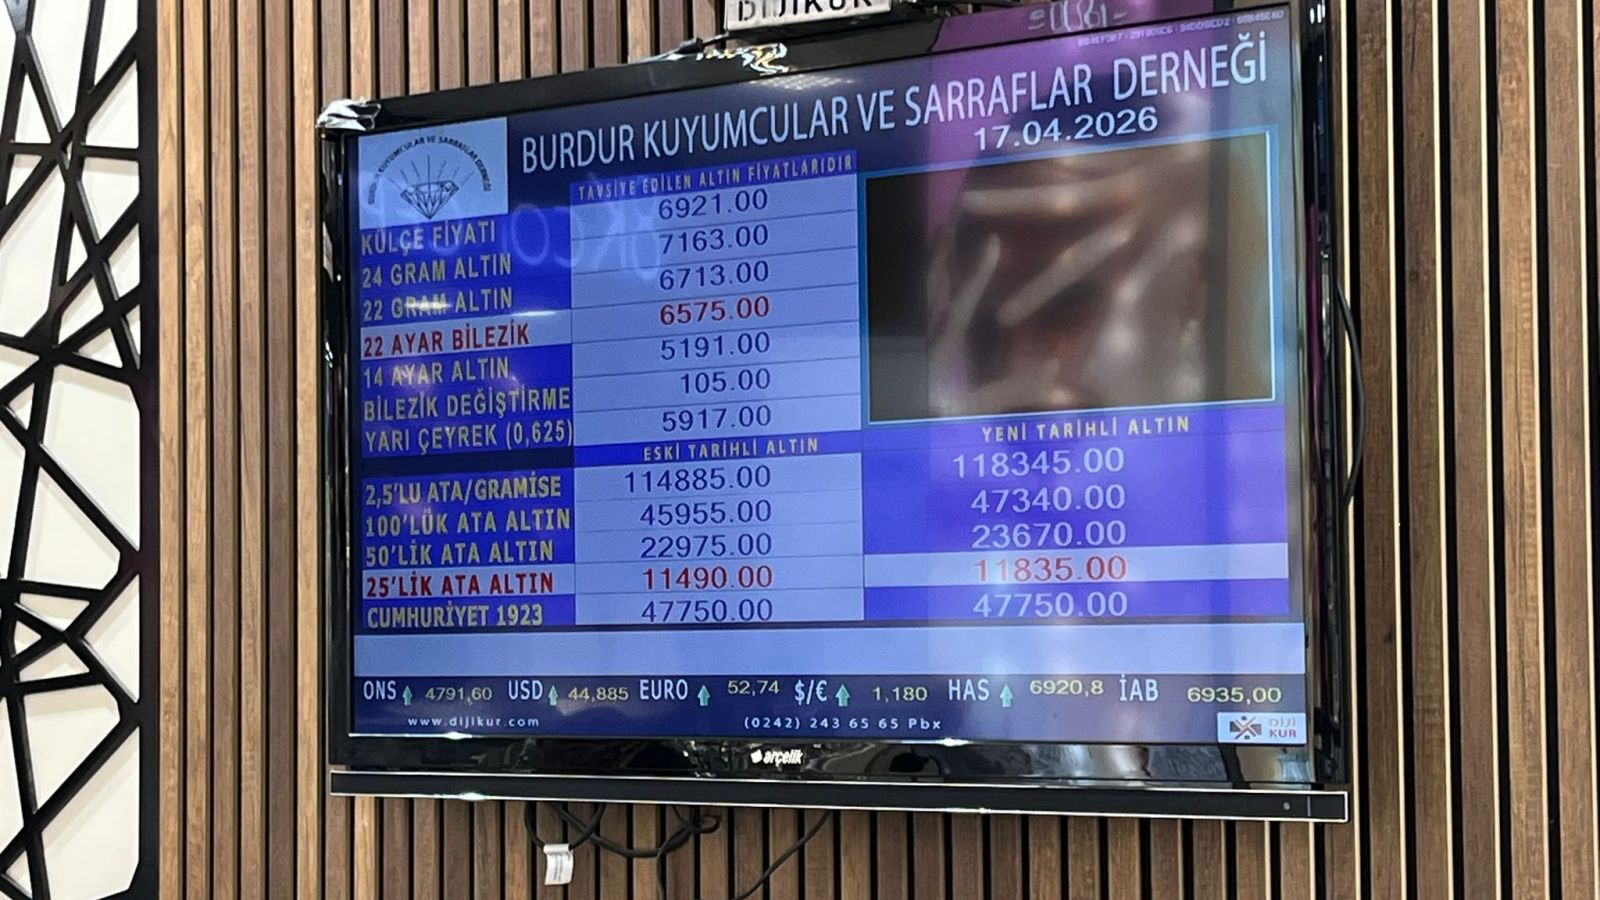 DIJIKUR
BURDUR KUYUMCULAR VE SARRAFLAR DERNEĞİ
17.04.2026
BURDUR KUYUMCULAR VE SARRAFLAR DERNEĞİ
TAVSİYE EDİLEN ALTIN FİYATLARIDIR
KÜLÇE FİYATI 6921.00
24 GRAM ALTIN 7163.00
22 GRAM ALTIN 6713.00
22 AYAR BİLEZİK 6575.00
14 AYAR ALTIN 5191.00
BİLEZİK DEĞİŞTİRME 105.00
YARI ÇEYREK (0,625) 5917.00
ESKİ TARİHLİ ALTIN YENİ TARİHLİ ALTIN
2,5'LU ATA/GRAMİSE 114885.00 118345.00
100'LÜK ATA ALTIN 45955.00 47340.00
50'LİK ATA ALTIN 22975.00 23670.00
25'LİK ATA ALTIN 11490.00 11835.00
CUMHURİYET 1923 47750.00 47750.00
ONS 4791,60 USD 44,885 EURO 52,74 $/€ 1,180 HAS 6920,8 İAB 6935,00
www.dijikur.com (0242) 243 65 65 Pbx
DİJİ
KUR
arçelik